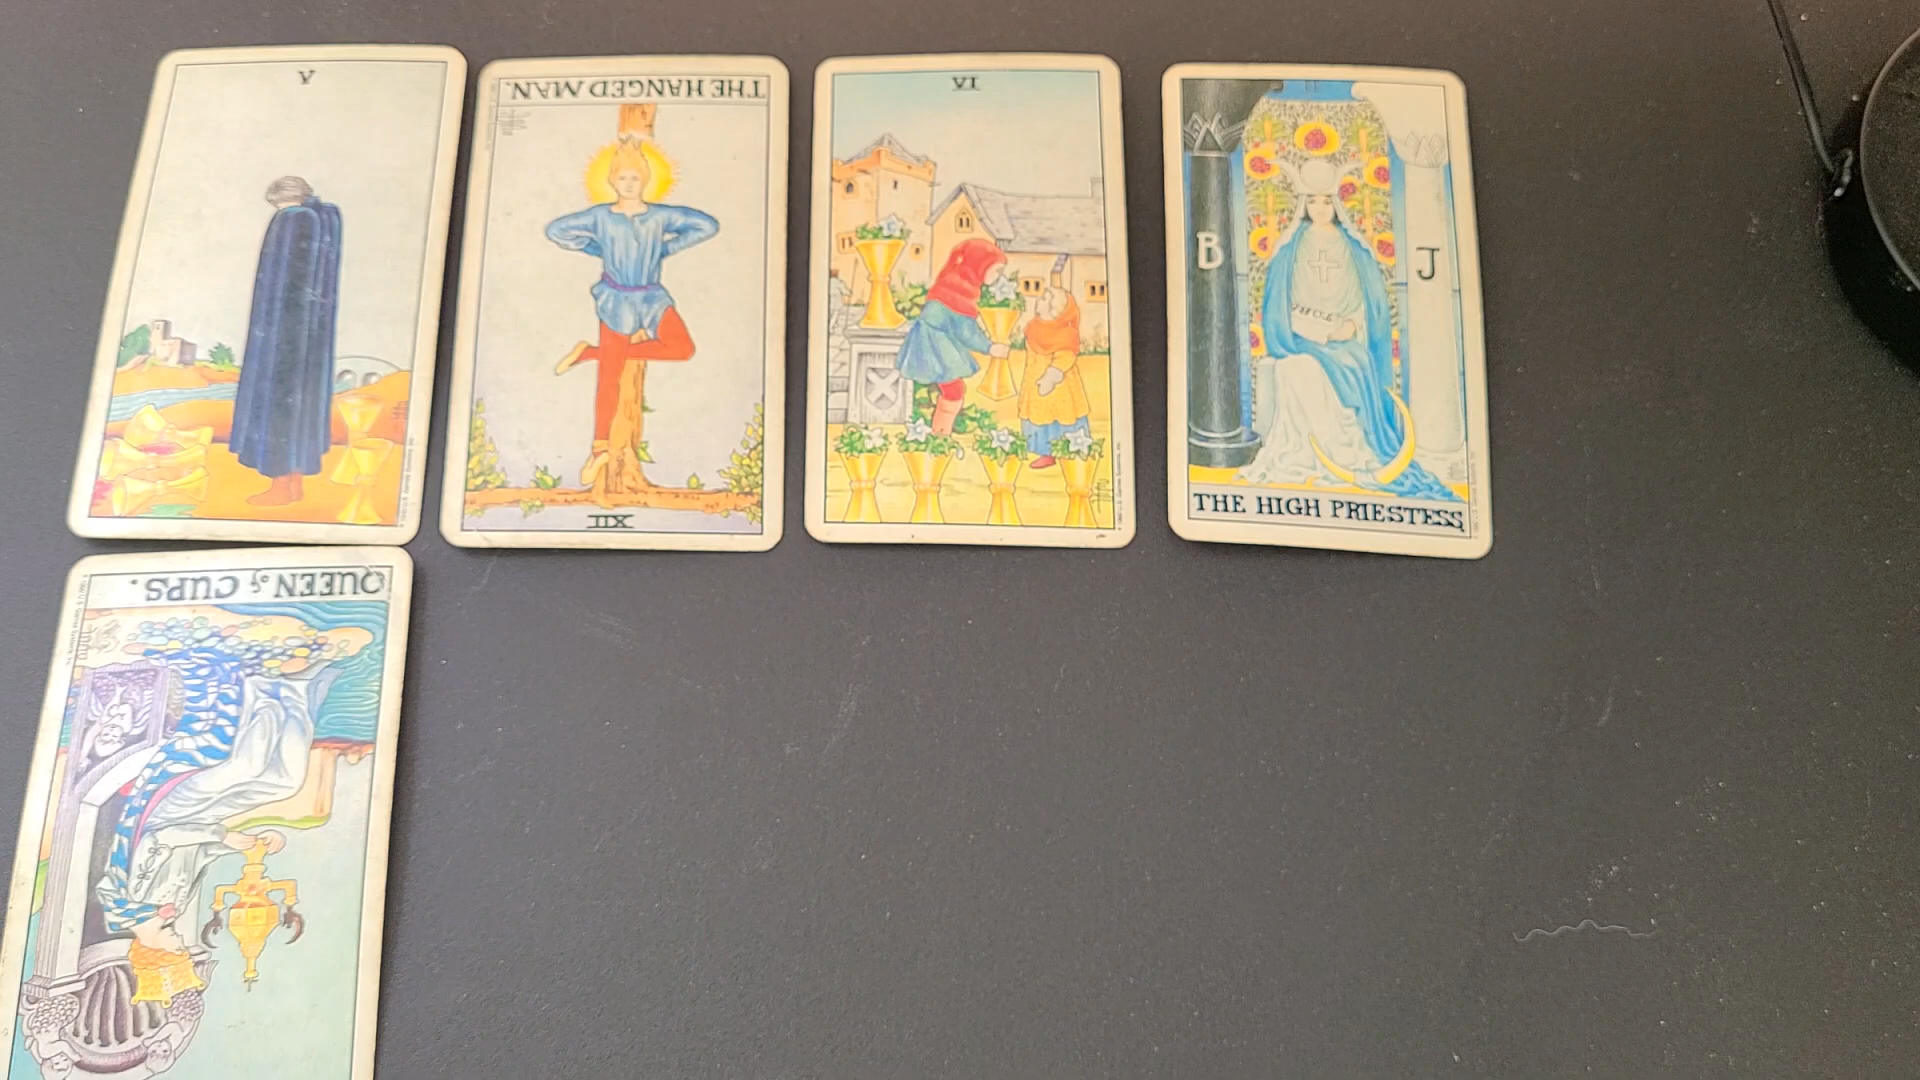 V
THE HANGED MAN.
XII
VI
B
J
THE HIGH PRIESTESS
QUEEN of CUPS.